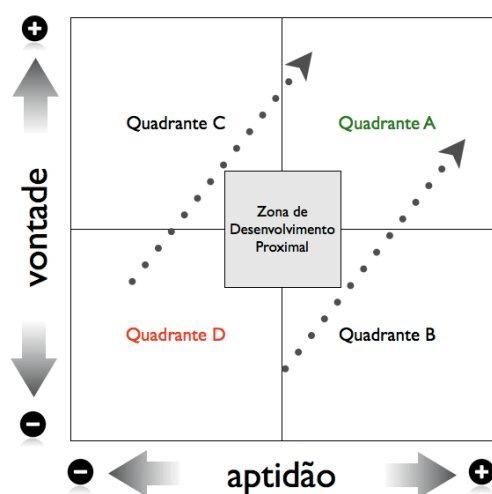 +
Quadrante C
Quadrante A
vontade
Zona de
Desenvolvimento
Proximal
Quadrante D
Quadrante B
-
- 
aptidão
+